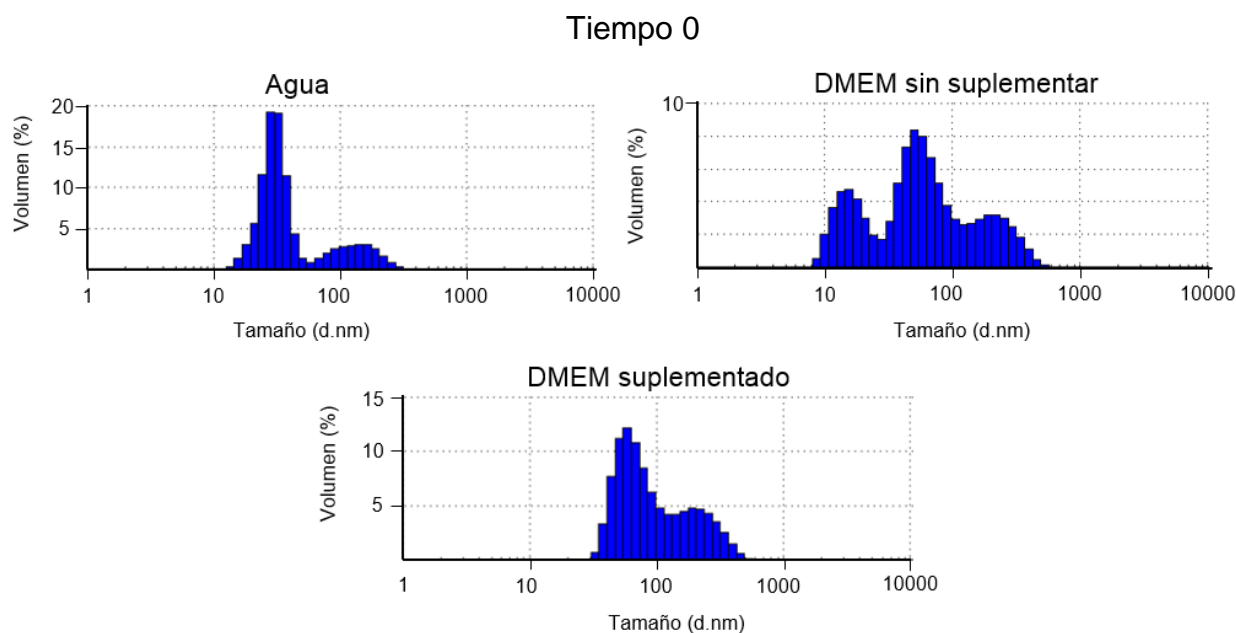 Tiempo 0
Agua
Volumen (%)
20
15
10
5
1
10
100
1000
10000
Tamaño (d.nm)
DMEM sin suplementar
Volumen (%)
10
1
10
100
1000
10000
Tamaño (d.nm)
DMEM suplementado
Volumen (%)
15
10
5
1
10
100
1000
10000
Tamaño (d.nm)